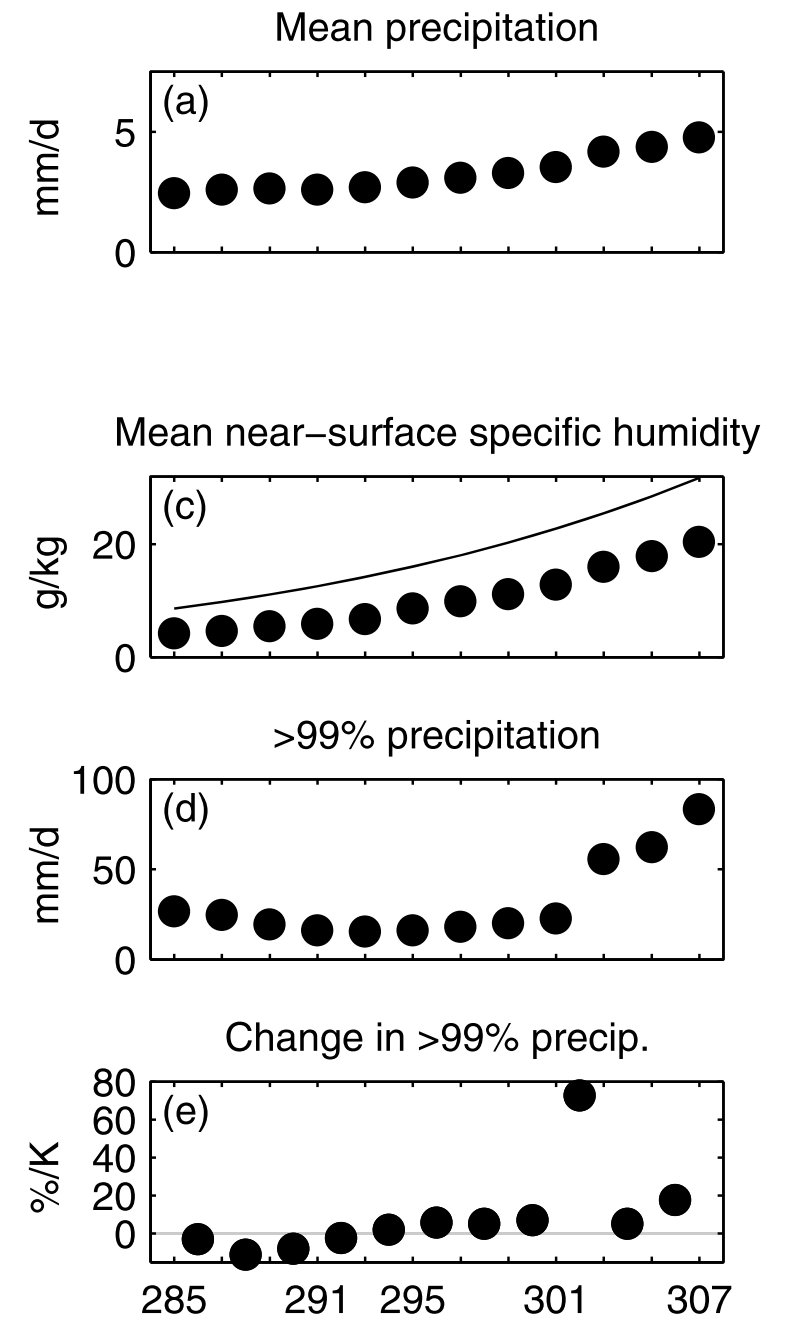 Mean precipitation
(a)
mm/d
5
0
Mean near−surface specific humidity
(c)
g/kg
20
0
>99% precipitation
(d)
mm/d
100
50
0
Change in >99% precip.
(e)
%/K
80
60
40
20
0
285 291 295 301 307